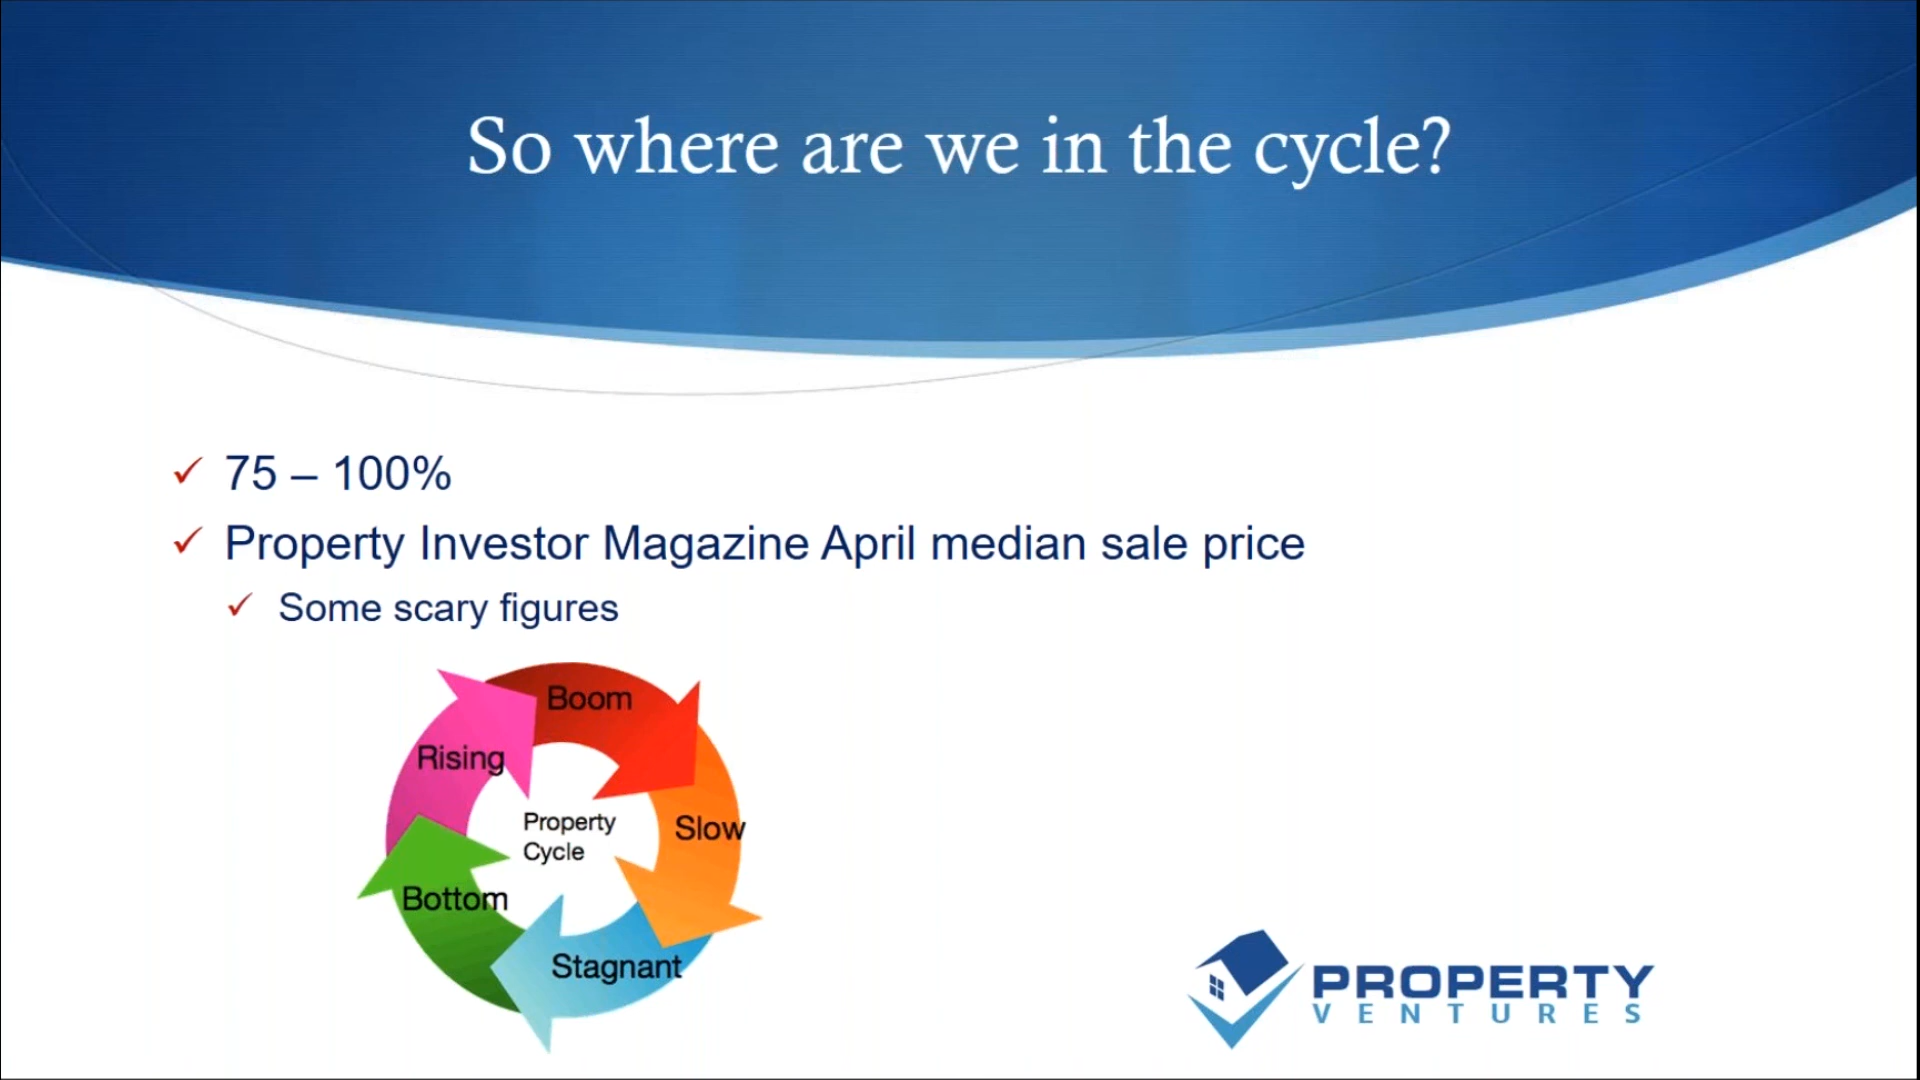 So where are we in the cycle?
75 – 100%
Property Investor Magazine April median sale price
Some scary figures
Boom
Rising
Property
Cycle
Slow
Bottom
Stagnant
PROPERTY
VENTURES